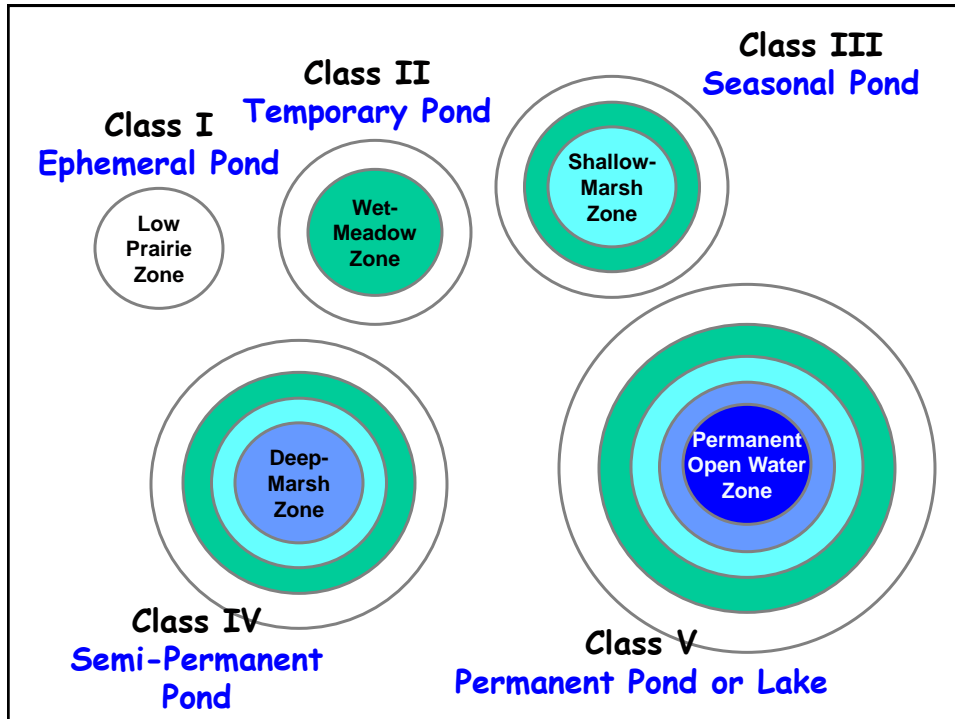 Class I
Ephemeral Pond
Low
Prairie
Zone
Class II
Temporary Pond
Wet-
Meadow
Zone
Class III
Seasonal Pond
Shallow-
Marsh
Zone
Deep-
Marsh
Zone
Class IV
Semi-Permanent
Pond
Permanent
Open Water
Zone
Class V
Permanent Pond or Lake